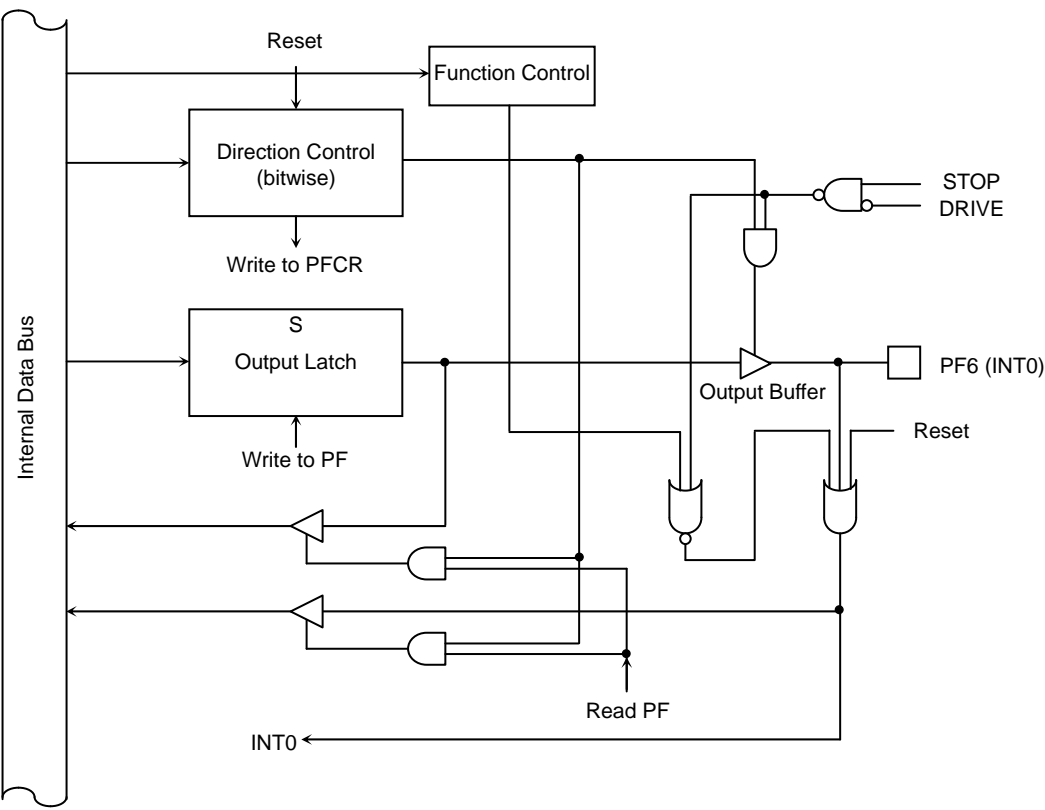 Reset
Function Control
Direction Control
(bitwise)
STOP
DRIVE
Write to PFCR
S
Output Latch
PF6 (INT0)
Output Buffer
Internal Data Bus
Reset
Write to PF
Read PF
INT0